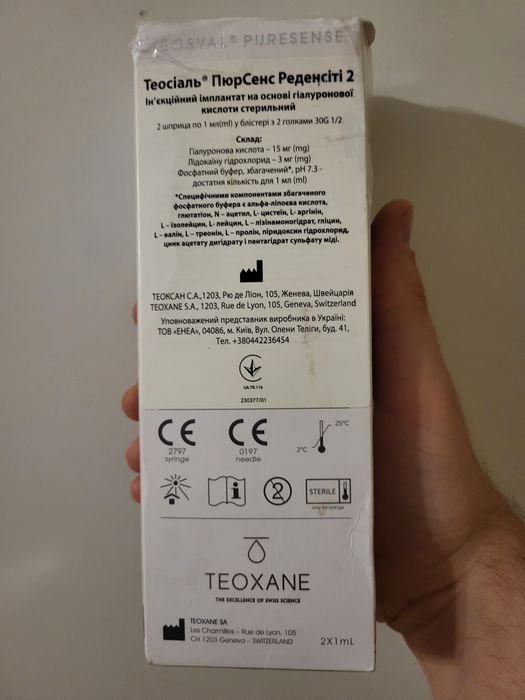 TEOSYAL® PURESENSE
Теосіаль® ПюрСенс Реденсіті 2
Ін’єкційний імплантат на основі гіалуронової
кислоти стерильний
2 шприца по 1 мл(ml) у блістері з 2 голками 30G 1/2
Склад:
Гіалуронова кислота – 15 мг (mg)
Лідокаїну гідрохлорид – 3 мг (mg)
Фосфатний буфер, збагачений*, pH 7.3 -
достатня кількість для 1 мл (ml)
*Специфічними компонентами збагаченого
фосфатного буфера є альфа-ліпоєва кислота,
глютатіон, N – ацетил, L- цистеїн, L- аргінін,
L – ізолейцин, L- лейцин, L – лізінамоногідрат, гліцин,
L – валін, L – треонін, L – пролін, піридоксин гідрохлорид,
цинк ацетату дигідрату і пентагідрат сульфату міді.
ТЕОКСАН С.А.,1203, Рю де Ліон, 105, Женева, Швейцарія
TEOXANE S.A., 1203, Rue de Lyon, 105, Geneva, Switzerland
Уповноважений представник виробника в Україні:
ТОВ «ЕНЕА», 04086, м. Київ, Вул. Олени Теліги, буд. 41,
Тел. +380442236454
UA.TR.116
230377/01
CE CE 25°C
2797 0197 2°C
syringe needle
i 2 STERILE
only for syringe
TEOXANE
THE EXCELLENCE OF SWISS SCIENCE
TEOXANE SA
Les Charmilles – Rue de Lyon, 105
CH 1203 Geneva – SWITZERLAND 2X1mL